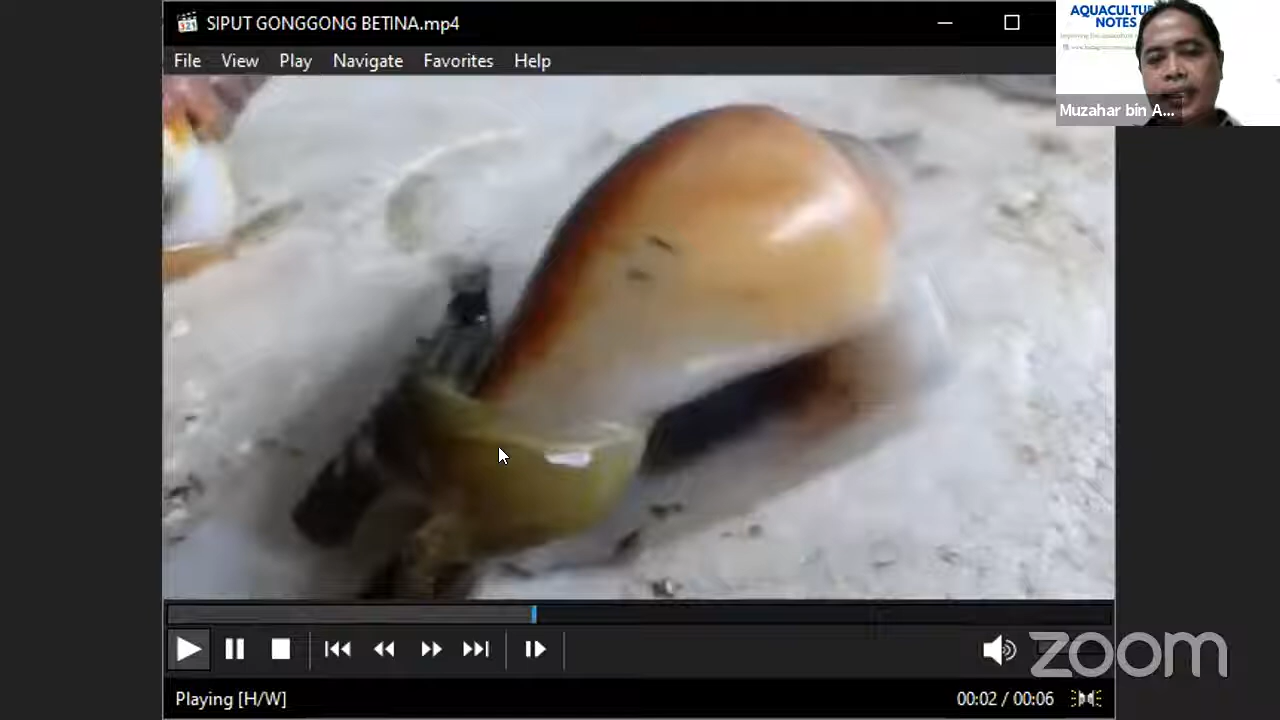 SIPUT GONGGONG BETINA.mp4
File View Play Navigate Favorites Help
AQUACULTUR
NOTES
Muzahar bin A...
zoom
Playing [H/W]
00:02 / 00:06